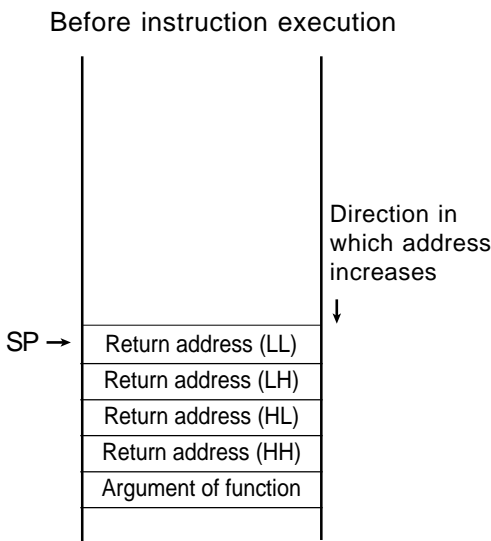 Before instruction execution
Direction in
which address
increases
SP
Return address (LL)
Return address (LH)
Return address (HL)
Return address (HH)
Argument of function